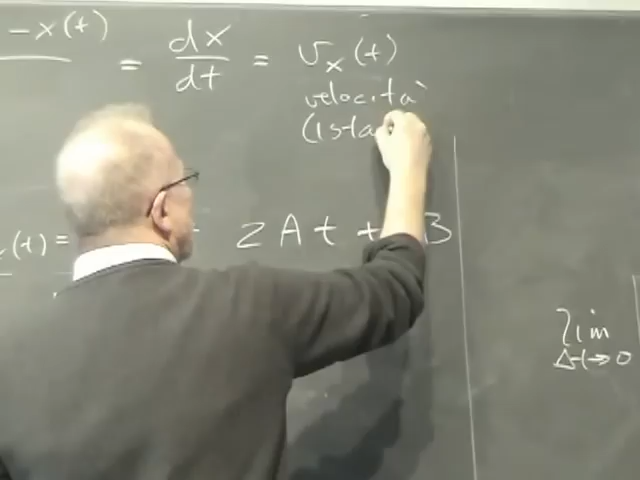 -x(t) = dx/dt = v_x(t)
velocità
(ista
(t) = 2At + B
lim
Δt→0